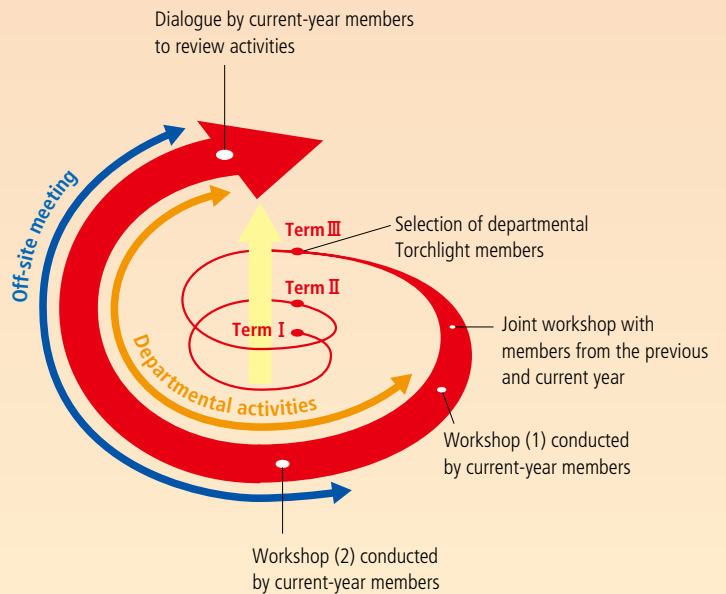 Dialogue by current-year members
to review activities
Off-site meeting
Term Ⅲ
Selection of departmental
Torchlight members
Term Ⅱ
Term Ⅰ
Joint workshop with
members from the previous
and current year
Departmental activities
Workshop (1) conducted
by current-year members
Workshop (2) conducted
by current-year members